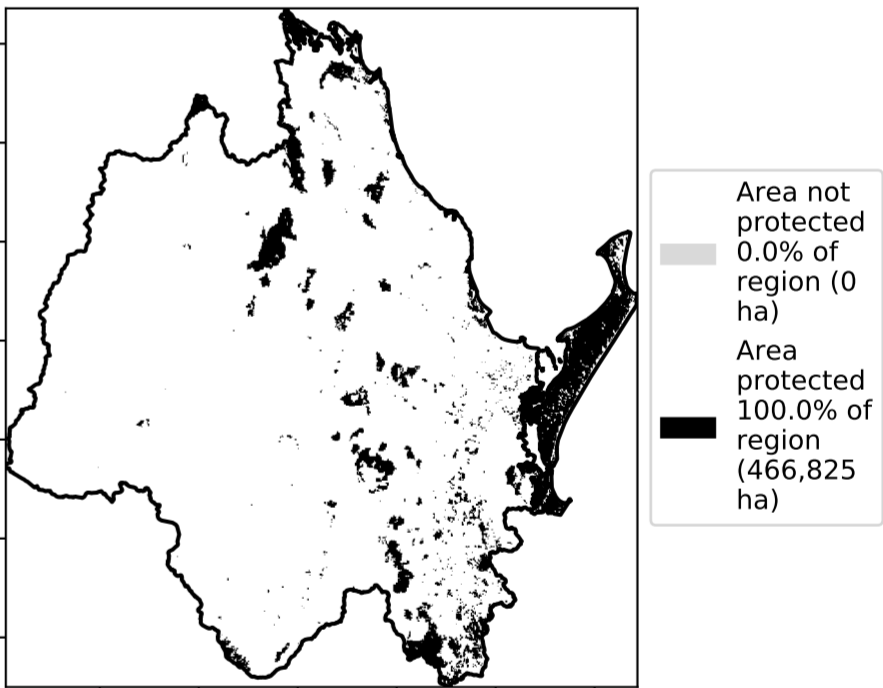 Area not
protected
0.0% of
region (0
ha)
Area
protected
100.0% of
region
(466,825
ha)